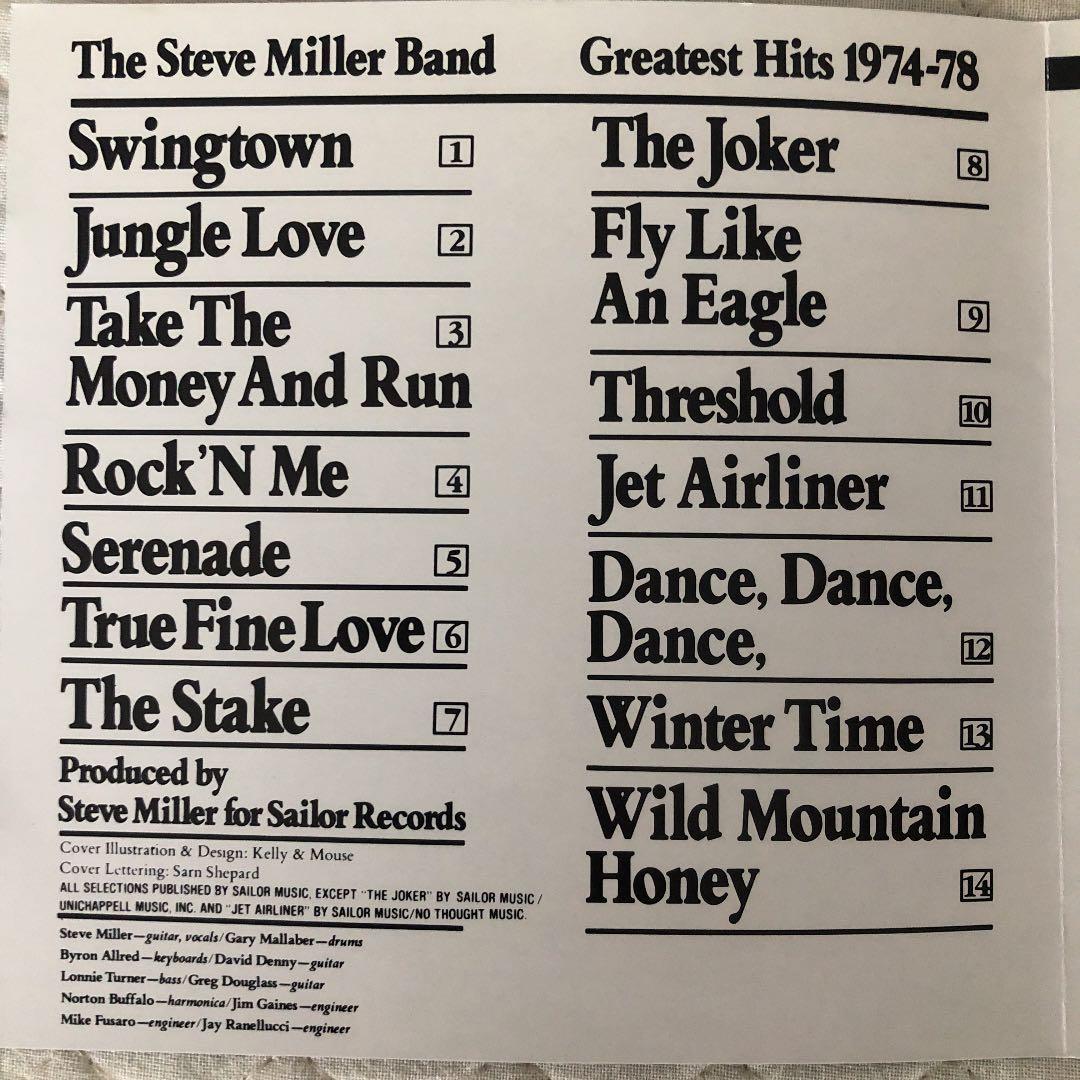 The Steve Miller Band Greatest Hits 1974-78
Swingtown 1
Jungle Love 2
Take The 3
Money And Run
Rock'N Me 4
Serenade 5
True Fine Love 6
The Stake 7
Produced by
Steve Miller for Sailor Records
Cover Illustration & Design: Kelly & Mouse
Cover Lettering: Sarn Shepard
ALL SELECTIONS PUBLISHED BY SAILOR MUSIC, EXCEPT "THE JOKER" BY SAILOR MUSIC/
UNICHAPPELL MUSIC, INC. AND "JET AIRLINER" BY SAILOR MUSIC/NO THOUGHT MUSIC.
Steve Miller—guitar, vocals/Gary Mallaber—drums
Byron Allred—keyboards/David Denny—guitar
Lonnie Turner—bass/Greg Douglass—guitar
Norton Buffalo—harmonica/Jim Gaines—engineer
Mike Fusaro—engineer/Jay Ranellucci—engineer
The Joker 8
Fly Like
An Eagle 9
Threshold 10
Jet Airliner 11
Dance, Dance,
Dance, 12
Winter Time 13
Wild Mountain
Honey 14